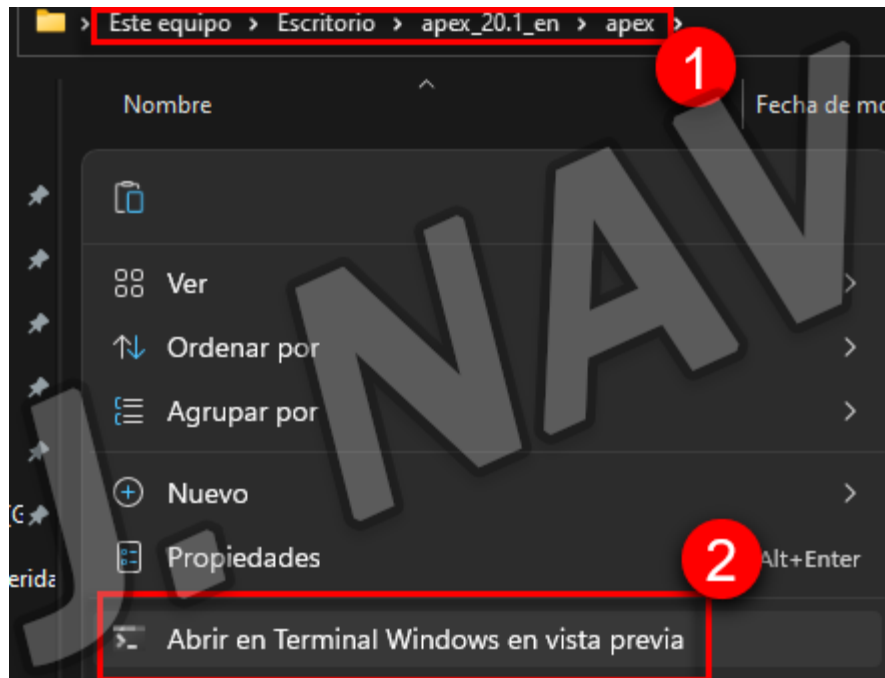 Este equipo > Escritorio > apex_20.1_en > apex >
1
Nombre
Fecha de mo
Ver
Ordenar por
Agrupar por
Nuevo
Propiedades
2
Alt+Enter
erida
Abrir en Terminal Windows en vista previa
J. NAV